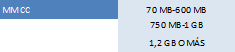 MM CC
70 MB-600 MB
750 MB-1 GB
1,2 GB O MÁS